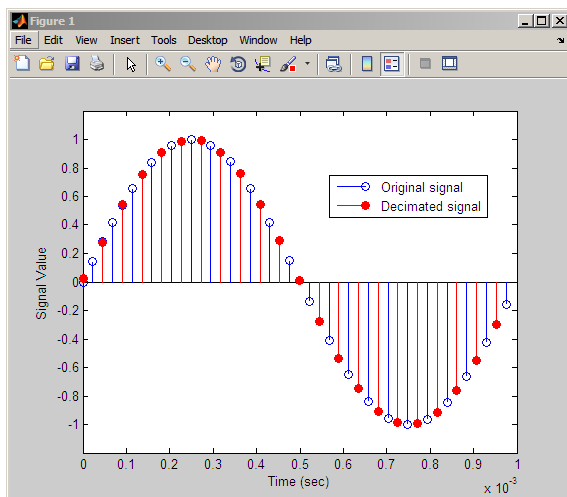 Figure 1
File Edit View Insert Tools Desktop Window Help
1
0.8
0.6
0.4
0.2
0
-0.2
-0.4
-0.6
-0.8
-1
Signal Value
Original signal
Decimated signal
0 0.1 0.2 0.3 0.4 0.5 0.6 0.7 0.8 0.9 1
Time (sec)
x 10^-3